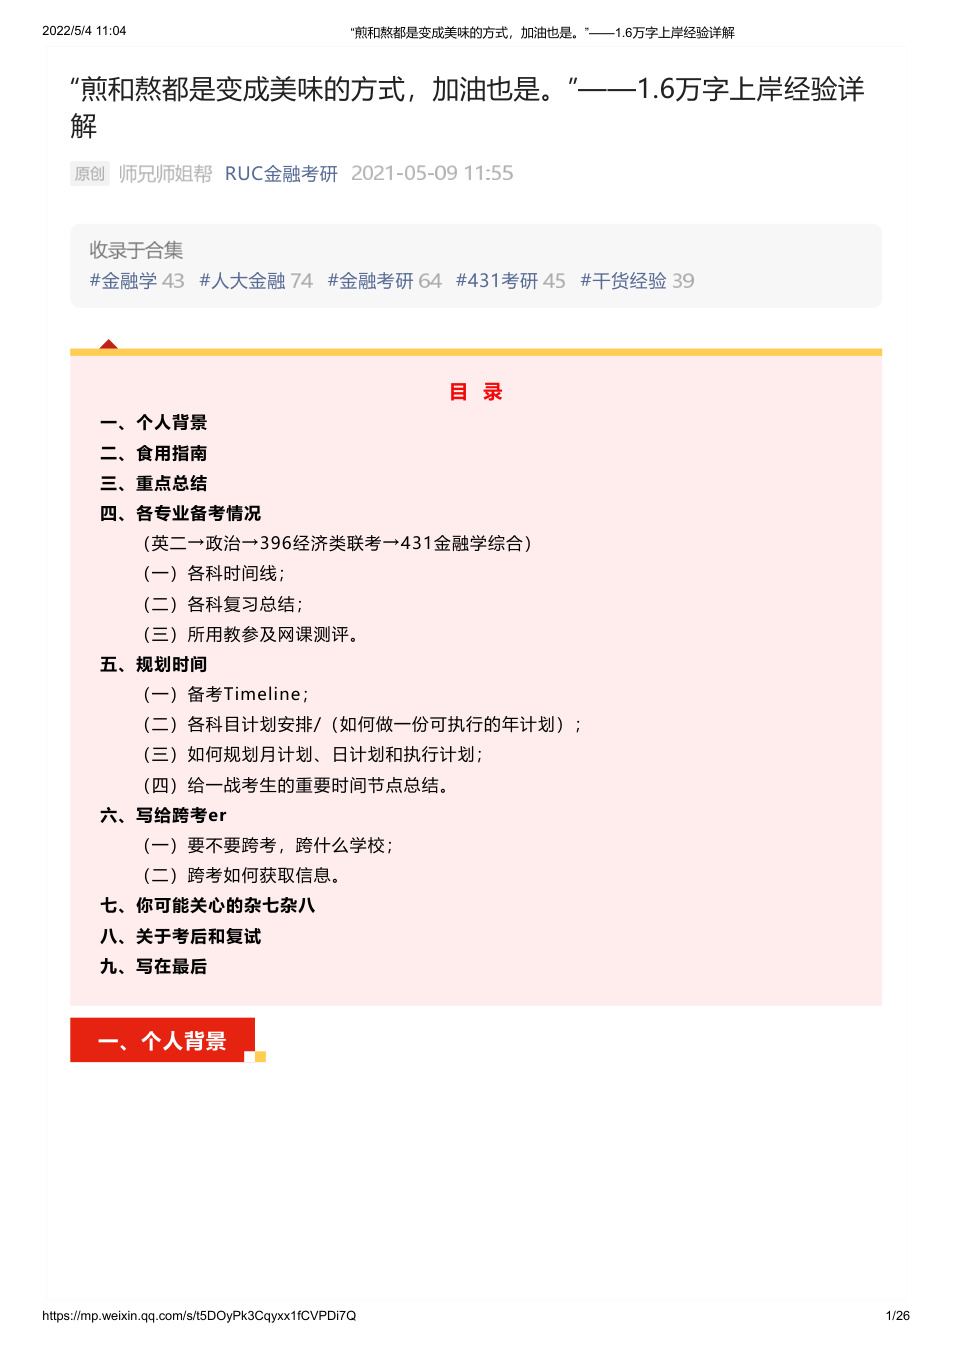 2022/5/4 11:04
“煎和熬都是变成美味的方式，加油也是。”——1.6万字上岸经验详解
“煎和熬都是变成美味的方式，加油也是。”——1.6万字上岸经验详
解
原创 师兄师姐帮 RUC金融考研 2021-05-09 11:55
收录于合集
#金融学 43 #人大金融 74 #金融考研 64 #431考研 45 #干货经验 39
目 录
一、个人背景
二、食用指南
三、重点总结
四、各专业备考情况
（英二→政治→396经济类联考→431金融学综合）
（一）各科时间线；
（二）各科复习总结；
（三）所用教参及网课测评。
五、规划时间
（一）备考Timeline；
（二）各科目计划安排/（如何做一份可执行的年计划）；
（三）如何规划月计划、日计划和执行计划；
（四）给一战考生的重要时间节点总结。
六、写给跨考er
（一）要不要跨考，跨什么学校；
（二）跨考如何获取信息。
七、你可能关心的杂七杂八
八、关于考后和复试
九、写在最后
一、个人背景
https://mp.weixin.qq.com/s/t5DOyPk3Cqyxx1fCVPDi7Q
1/26